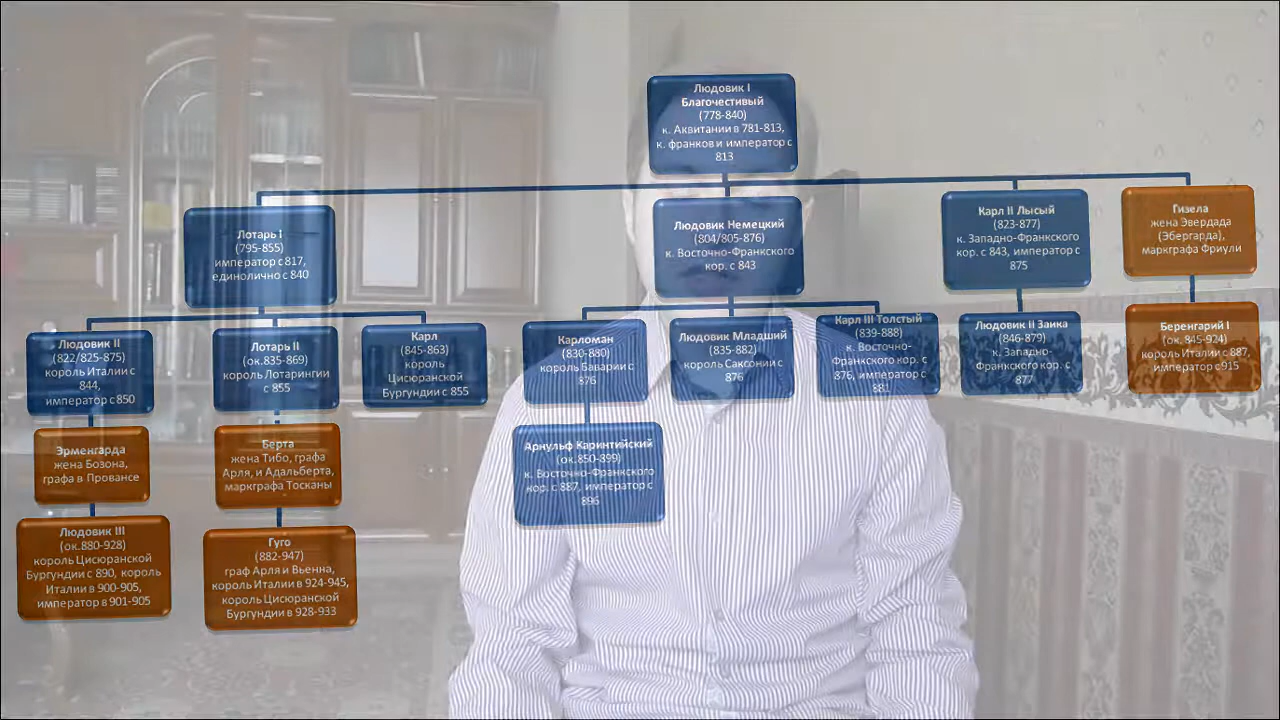 Людовик I
Благочестивый
(778-840)
к. Аквитании в 781-813,
к. франков и император с
813
Лотарь I
(795-855)
император с 817,
единолично с 840
Людовик Немецкий
(804/805-876)
к. Восточно-Франкского
кор. с 843
Карл II Лысый
(823-877)
к. Западно-Франкского
кор. с 843, император с
875
Гизела
жена Эвердада
(Эбергарда),
маркграфа Фриули
Людовик II
(822/825-875)
король Италии с
844,
император с 850
Лотарь II
(ок.835-869)
король Лотарингии
с 855
Карл
(845-863)
король
Цисюранской
Бургундии с 855
Карломан
(830-880)
король Баварии с
876
Людовик Младший
(835-882)
король Саксонии с
876
Карл III Толстый
(839-888)
к. Восточно-
Франкского кор. с
876, император с
881
Людовик II Заика
(846-879)
к. Западно-
Франкского кор. с
877
Беренгарий I
(ок. 845-924)
король Италии с 887,
император с915
Эрменгарда
жена Бозона,
графа в Провансе
Берта
жена Тибо, графа
Арля, и Адальберта,
маркграфа Тосканы
Арнульф Каринтийский
(ок.850-899)
к. Восточно-Франкского
кор. с 887, император с
896
Людовик III
(ок.880-928)
король Цисюранской
Бургундии с 890, король
Италии в 900-905,
император в 901-905
Гуго
(882-947)
граф Арля и Вьенна,
король Италии в 924-945,
король Цисюранской
Бургундии в 928-933